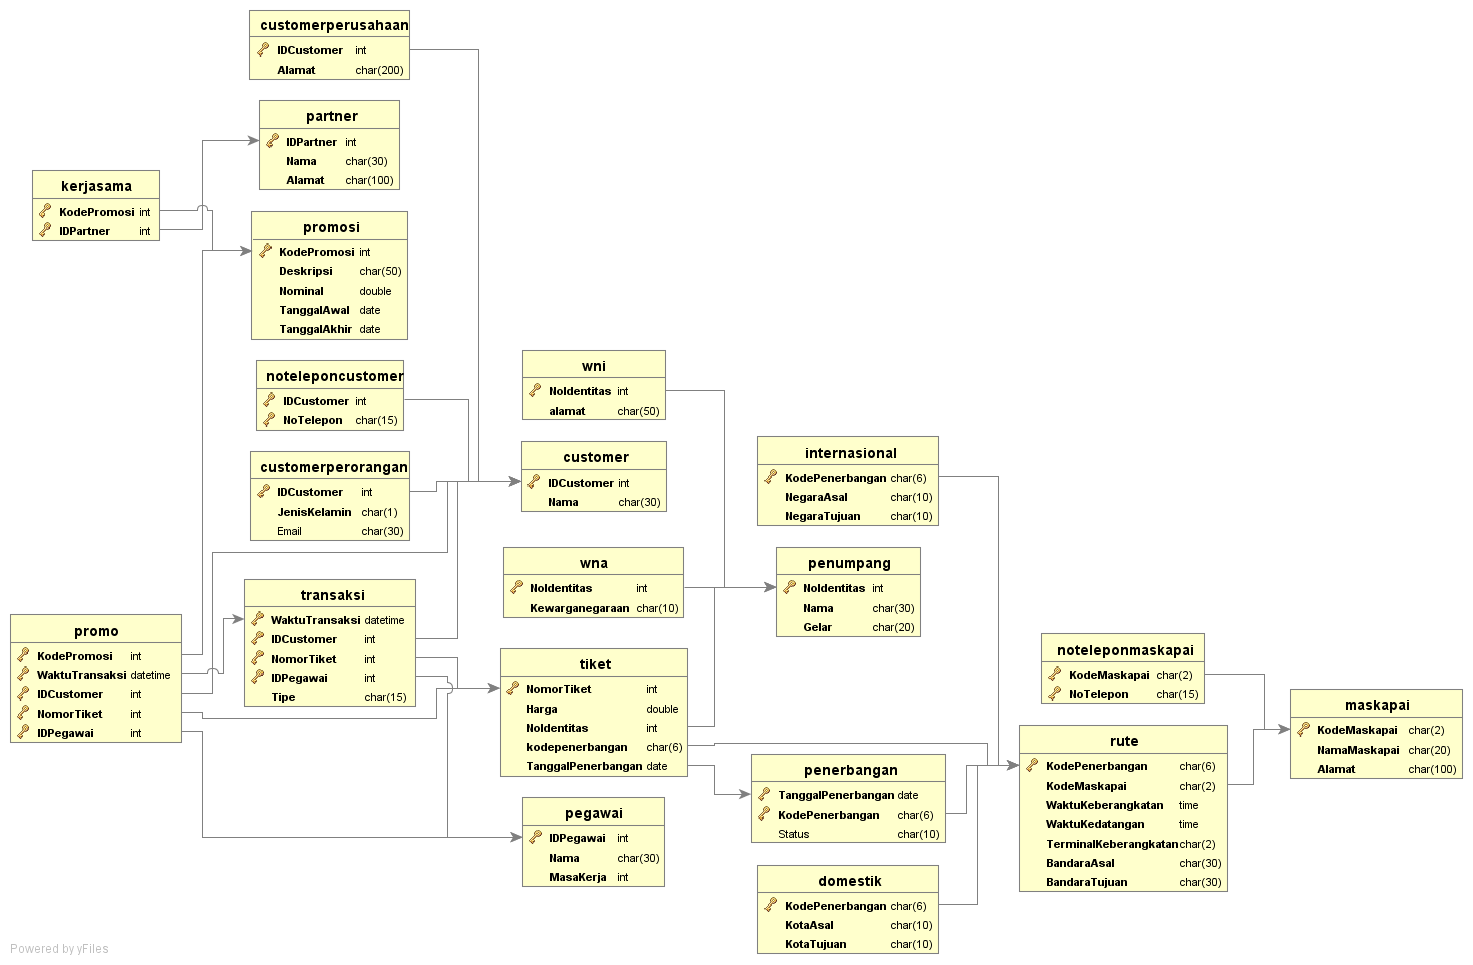 customerperusahaan
IDCustomer int
Alamat char(200)
partner
IDPartner int
Nama char(30)
Alamat char(100)
kerjasama
KodePromosi int
IDPartner int
promosi
KodePromosi int
Deskripsi char(50)
Nominal double
TanggalAwal date
TanggalAkhir date
noteleponcustomer
IDCustomer int
NoTelepon char(15)
customerperorangan
IDCustomer int
JenisKelamin char(1)
Email char(30)
wni
NoIdentitas int
alamat char(50)
customer
IDCustomer int
Nama char(30)
internasional
KodePenerbangan char(6)
NegaraAsal char(10)
NegaraTujuan char(10)
wna
NoIdentitas int
Kewarganegaraan char(10)
penumpang
NoIdentitas int
Nama char(30)
Gelar char(20)
transaksi
WaktuTransaksi datetime
IDCustomer int
NomorTiket int
IDPegawai int
Tipe char(15)
promo
KodePromosi int
WaktuTransaksi datetime
IDCustomer int
NomorTiket int
IDPegawai int
tiket
NomorTiket int
Harga double
NoIdentitas int
kodepenerbangan char(6)
TanggalPenerbangan date
noteleponmaskapai
KodeMaskapai char(2)
NoTelepon char(15)
maskapai
KodeMaskapai char(2)
NamaMaskapai char(20)
Alamat char(100)
rute
KodePenerbangan char(6)
KodeMaskapai char(2)
WaktuKeberangkatan time
WaktuKedatangan time
TerminalKeberangkatan char(2)
BandaraAsal char(30)
BandaraTujuan char(30)
penerbangan
TanggalPenerbangan date
KodePenerbangan char(6)
Status char(10)
pegawai
IDPegawai int
Nama char(30)
MasaKerja int
domestik
KodePenerbangan char(6)
KotaAsal char(10)
KotaTujuan char(10)
Powered by yFiles